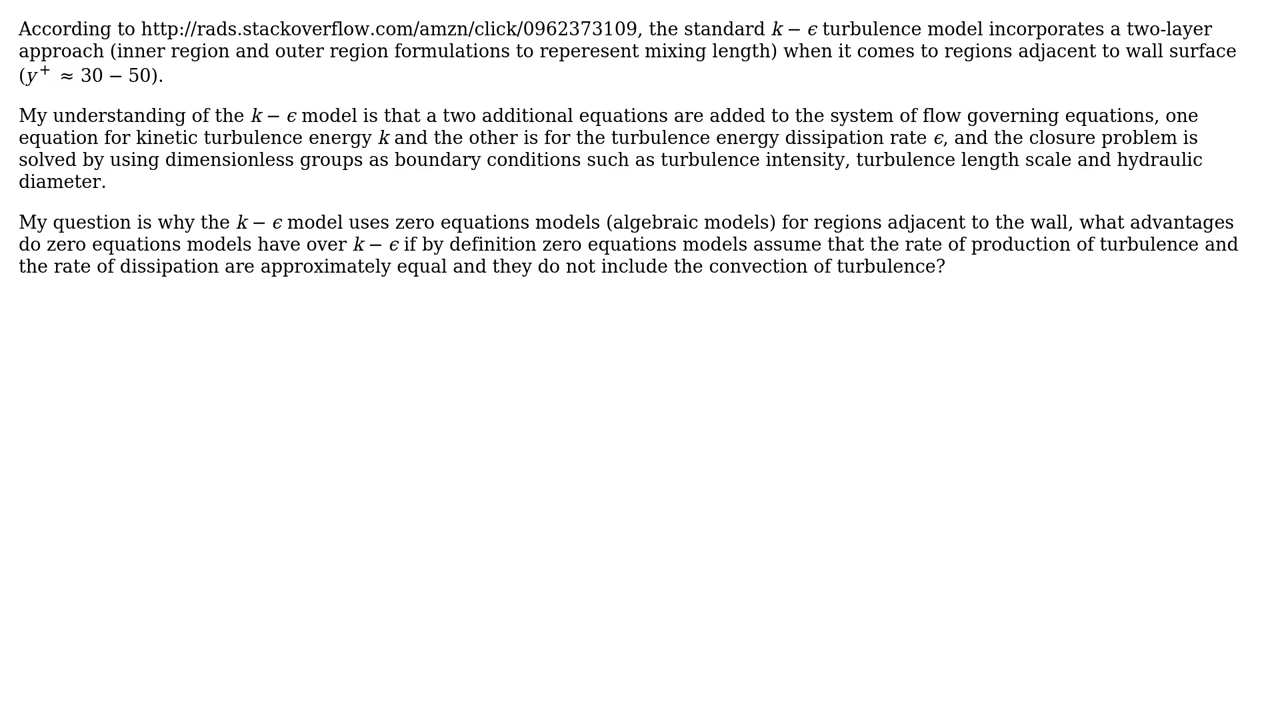 According to http://rads.stackoverflow.com/amzn/click/0962373109, the standard k − ϵ turbulence model incorporates a two-layer
approach (inner region and outer region formulations to reperesent mixing length) when it comes to regions adjacent to wall surface
(y⁺ ≈ 30 − 50).
My understanding of the k − ϵ model is that a two additional equations are added to the system of flow governing equations, one
equation for kinetic turbulence energy k and the other is for the turbulence energy dissipation rate ϵ, and the closure problem is
solved by using dimensionless groups as boundary conditions such as turbulence intensity, turbulence length scale and hydraulic
diameter.
My question is why the k − ϵ model uses zero equations models (algebraic models) for regions adjacent to the wall, what advantages
do zero equations models have over k − ϵ if by definition zero equations models assume that the rate of production of turbulence and
the rate of dissipation are approximately equal and they do not include the convection of turbulence?